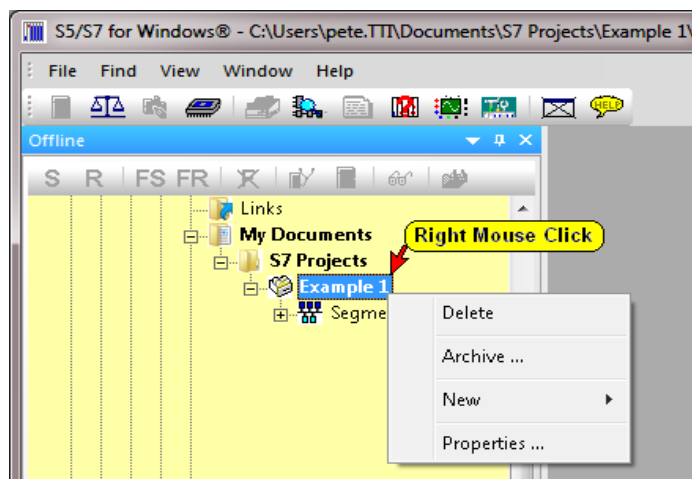 S5/S7 for Windows® - C:\Users\pete.TTI\Documents\S7 Projects\Example 1\
File Find View Window Help
HELP
Offline
S R FS FR
Links
My Documents
Right Mouse Click
S7 Projects
Example 1
Segme
Delete
Archive ...
New
Properties ...